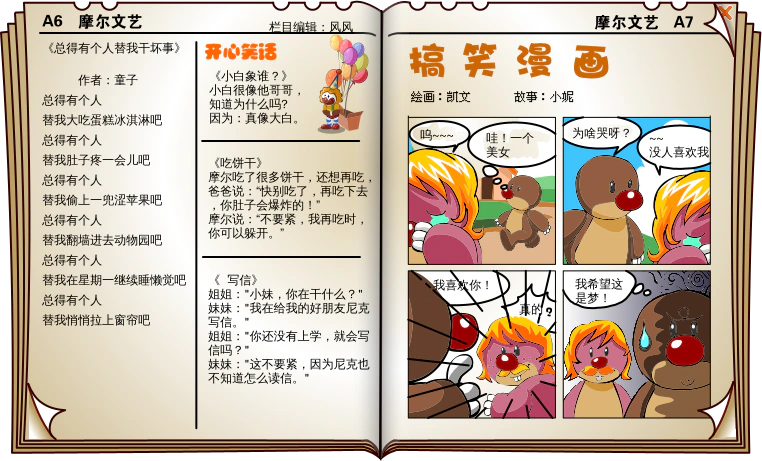 A6 摩尔文艺
栏目编辑：风风
《总得有个人替我干坏事》
作者：童子
总得有个人
替我大吃蛋糕冰淇淋吧
总得有个人
替我肚子疼一会儿吧
总得有个人
替我偷上一兜涩苹果吧
总得有个人
替我翻墙进去动物园吧
总得有个人
替我在星期一继续睡懒觉吧
总得有个人
替我悄悄拉上窗帘吧
开心笑话
《小白象谁？》
小白很像他哥哥，
知道为什么吗?
因为：真像大白。
《吃饼干》
摩尔吃了很多饼干，还想再吃，
爸爸说：“快别吃了，再吃下去
，你肚子会爆炸的！”
摩尔说：“不要紧，我再吃时，
你可以躲开。”
《 写信》
姐姐："小妹，你在干什么？"
妹妹："我在给我的好朋友尼克
写信。"
姐姐："你还没有上学，就会写
信吗？"
妹妹："这不要紧，因为尼克也
不知道怎么读信。"
摩尔文艺 A7
搞笑漫画
绘画：凯文 故事：小妮
呜~~~
哇！一个
美女
为啥哭呀？
~~
没人喜欢我
我喜欢你！
真的？
我希望这
是梦！